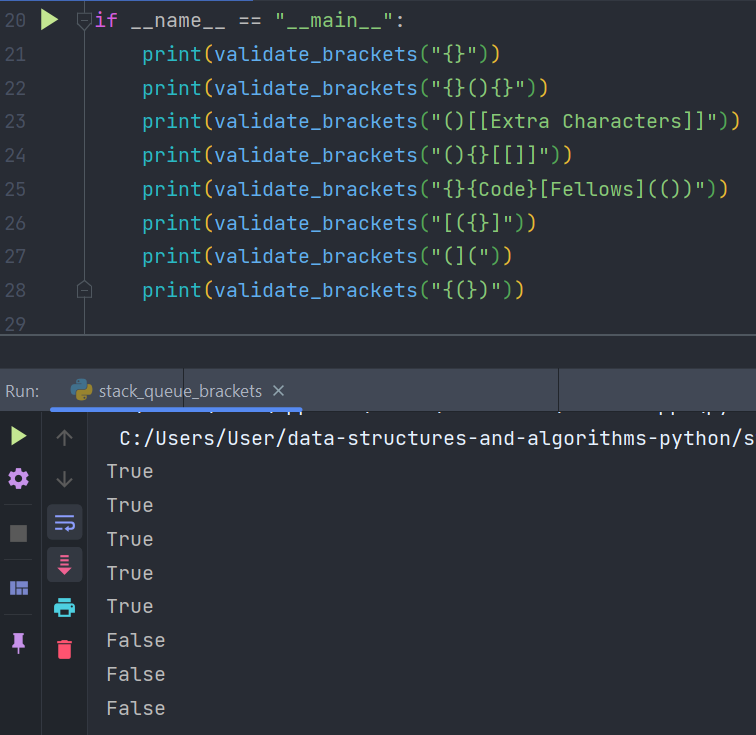 20 if __name__ == "__main__":
21 print(validate_brackets("{}"))
22 print(validate_brackets("{}(){}"))
23 print(validate_brackets("()[[Extra Characters]]"))
24 print(validate_brackets("(){}[[]]"))
25 print(validate_brackets("{}{Code}[Fellows](())"))
26 print(validate_brackets("[({}]"))
27 print(validate_brackets("(]("))
28 print(validate_brackets("{(})"))
29
Run: stack_queue_brackets ×
C:/Users/User/data-structures-and-algorithms-python/s
True
True
True
True
True
False
False
False